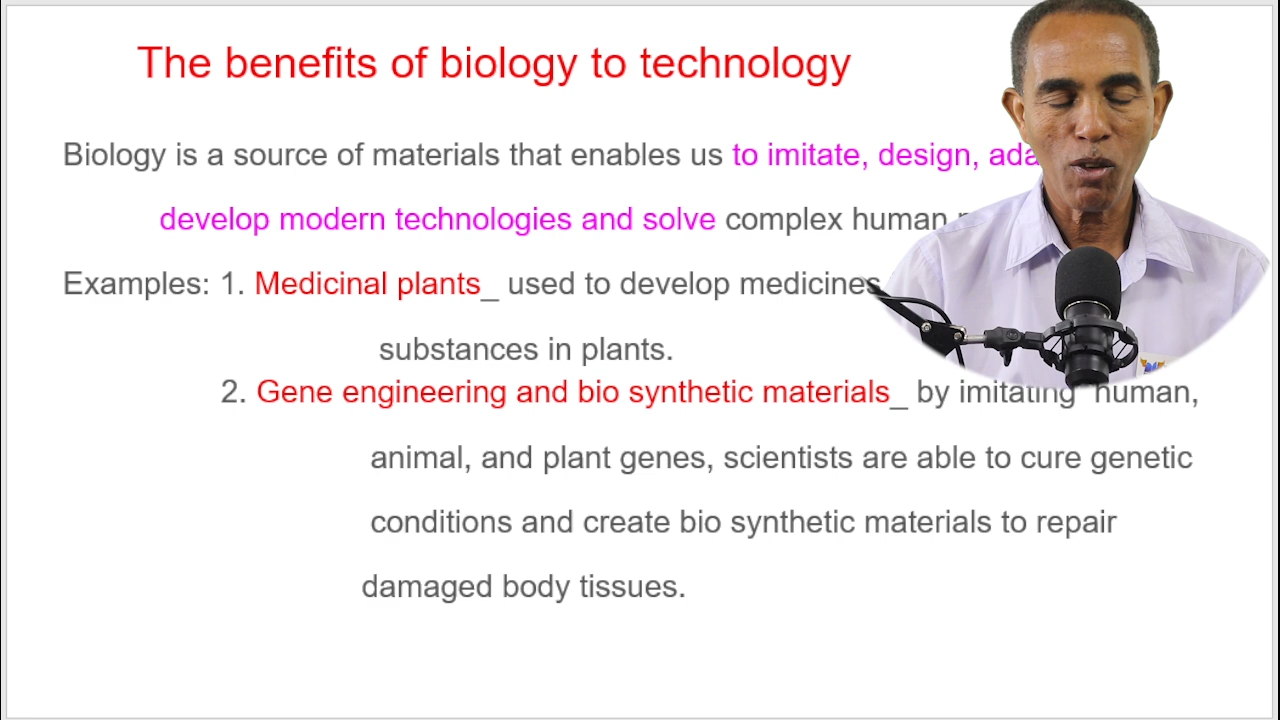 The benefits of biology to technology
Biology is a source of materials that enables us to imitate, design,
develop modern technologies and solve complex human
Examples: 1. Medicinal plants_ used to develop medicines
substances in plants.
2. Gene engineering and bio synthetic materials_ by imitating human,
animal, and plant genes, scientists are able to cure genetic
conditions and create bio synthetic materials to repair
damaged body tissues.